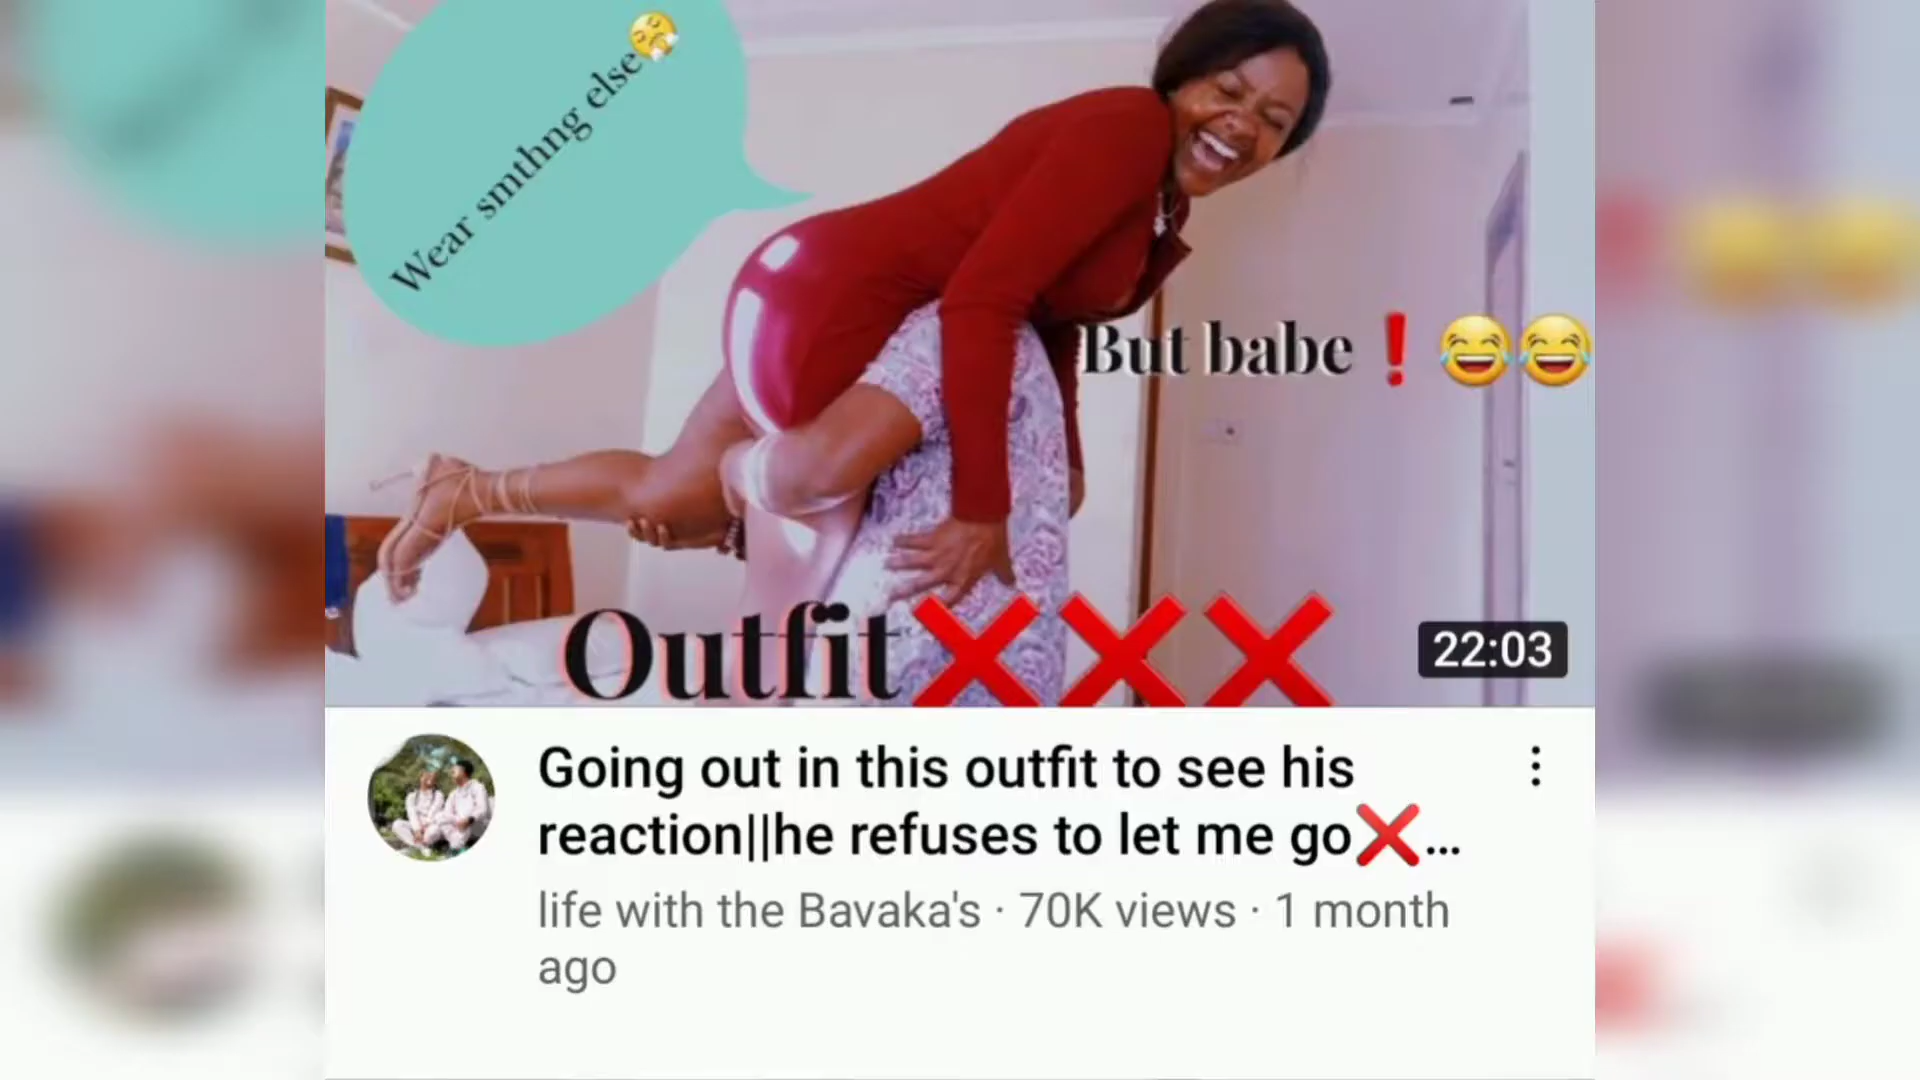 Wear smthng else😤
But babe❗😂😂
Outfit❌❌❌
22:03
Going out in this outfit to see his
reaction||he refuses to let me go❌...
life with the Bavaka's · 70K views · 1 month
ago